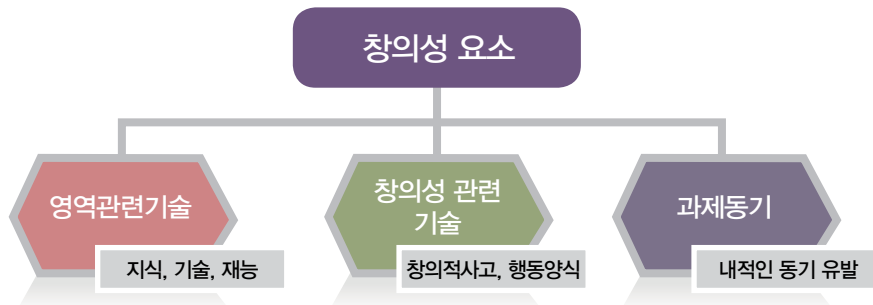 창의성 요소
영역관련기술
지식, 기술, 재능
창의성 관련
기술
창의적사고, 행동양식
과제동기
내적인 동기 유발